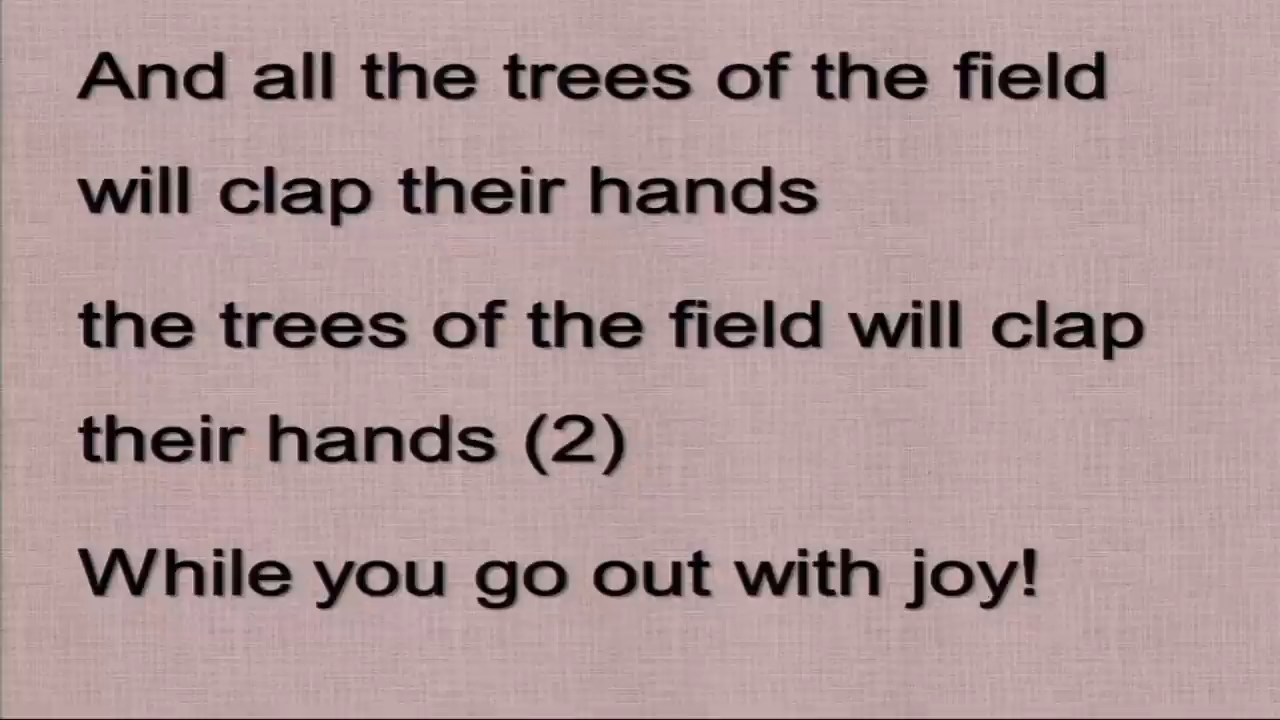 And all the trees of the field
will clap their hands
the trees of the field will clap
their hands (2)
While you go out with joy!